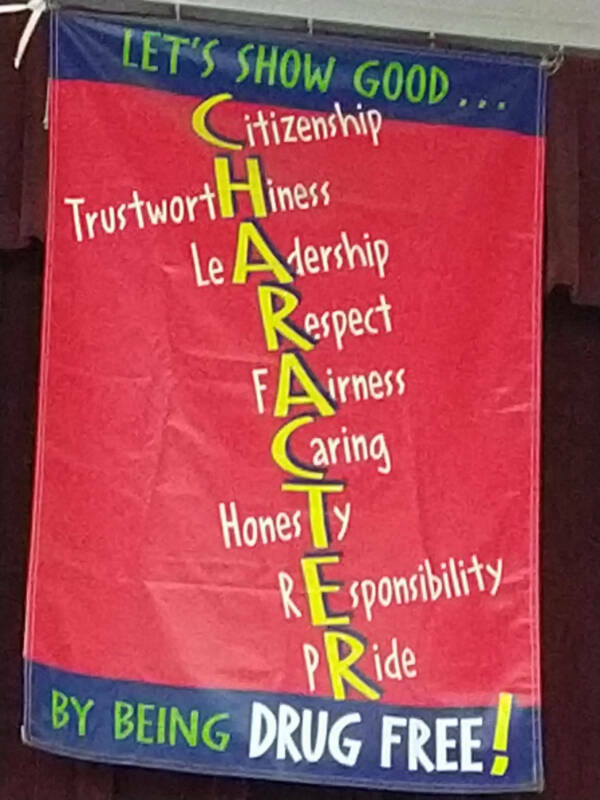 LET'S SHOW GOOD...
Citizenship
TrustwortHiness
LeAdership
Respect
FAirness
Caring
HonesTy
REsponsibility
PRide
BY BEING DRUG FREE!